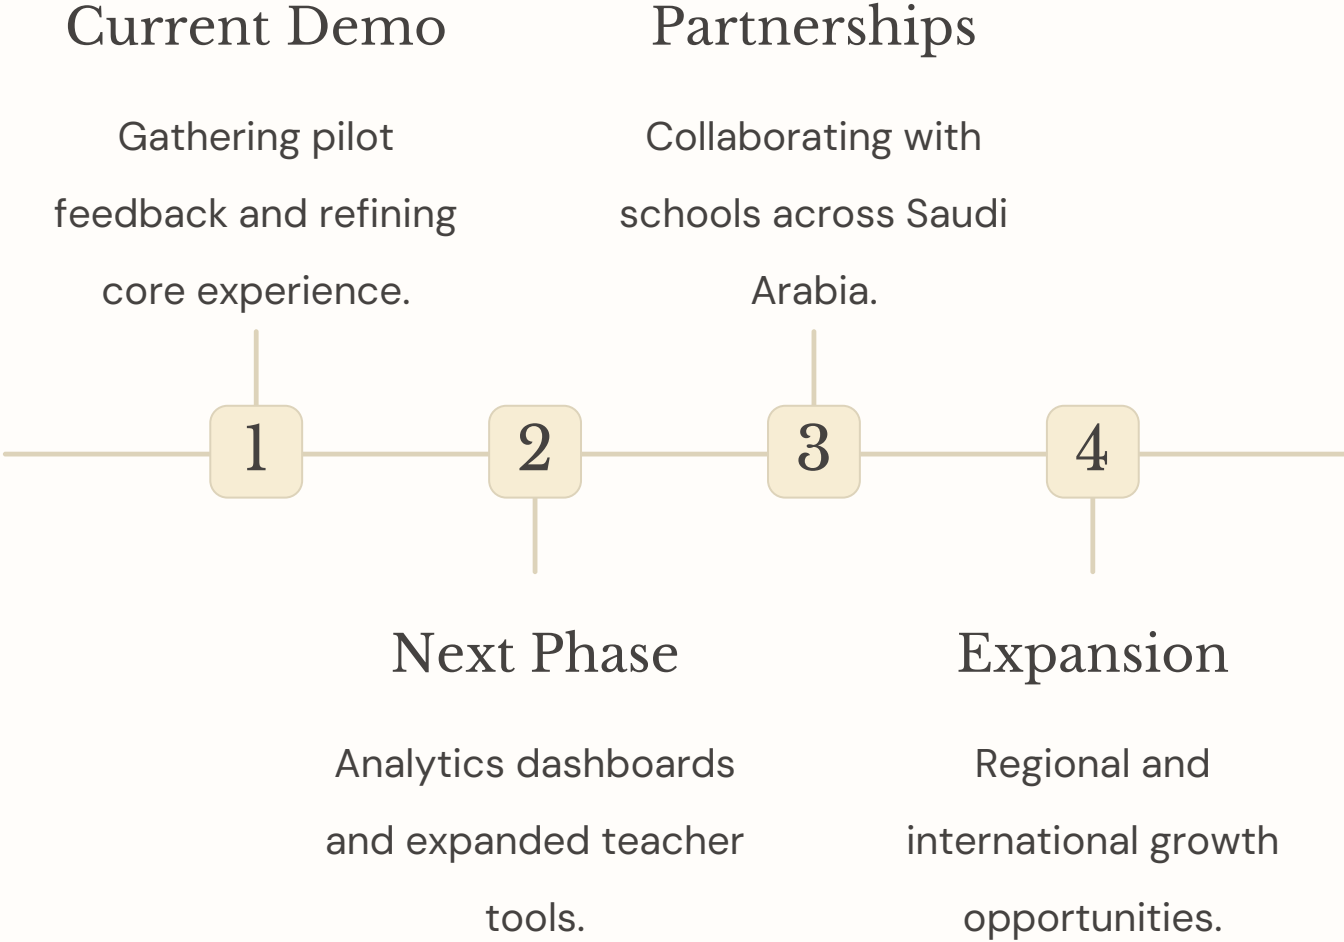 Current Demo
Gathering pilot
feedback and refining
core experience.
Partnerships
Collaborating with
schools across Saudi
Arabia.
1
2
3
4
Next Phase
Analytics dashboards
and expanded teacher
tools.
Expansion
Regional and
international growth
opportunities.